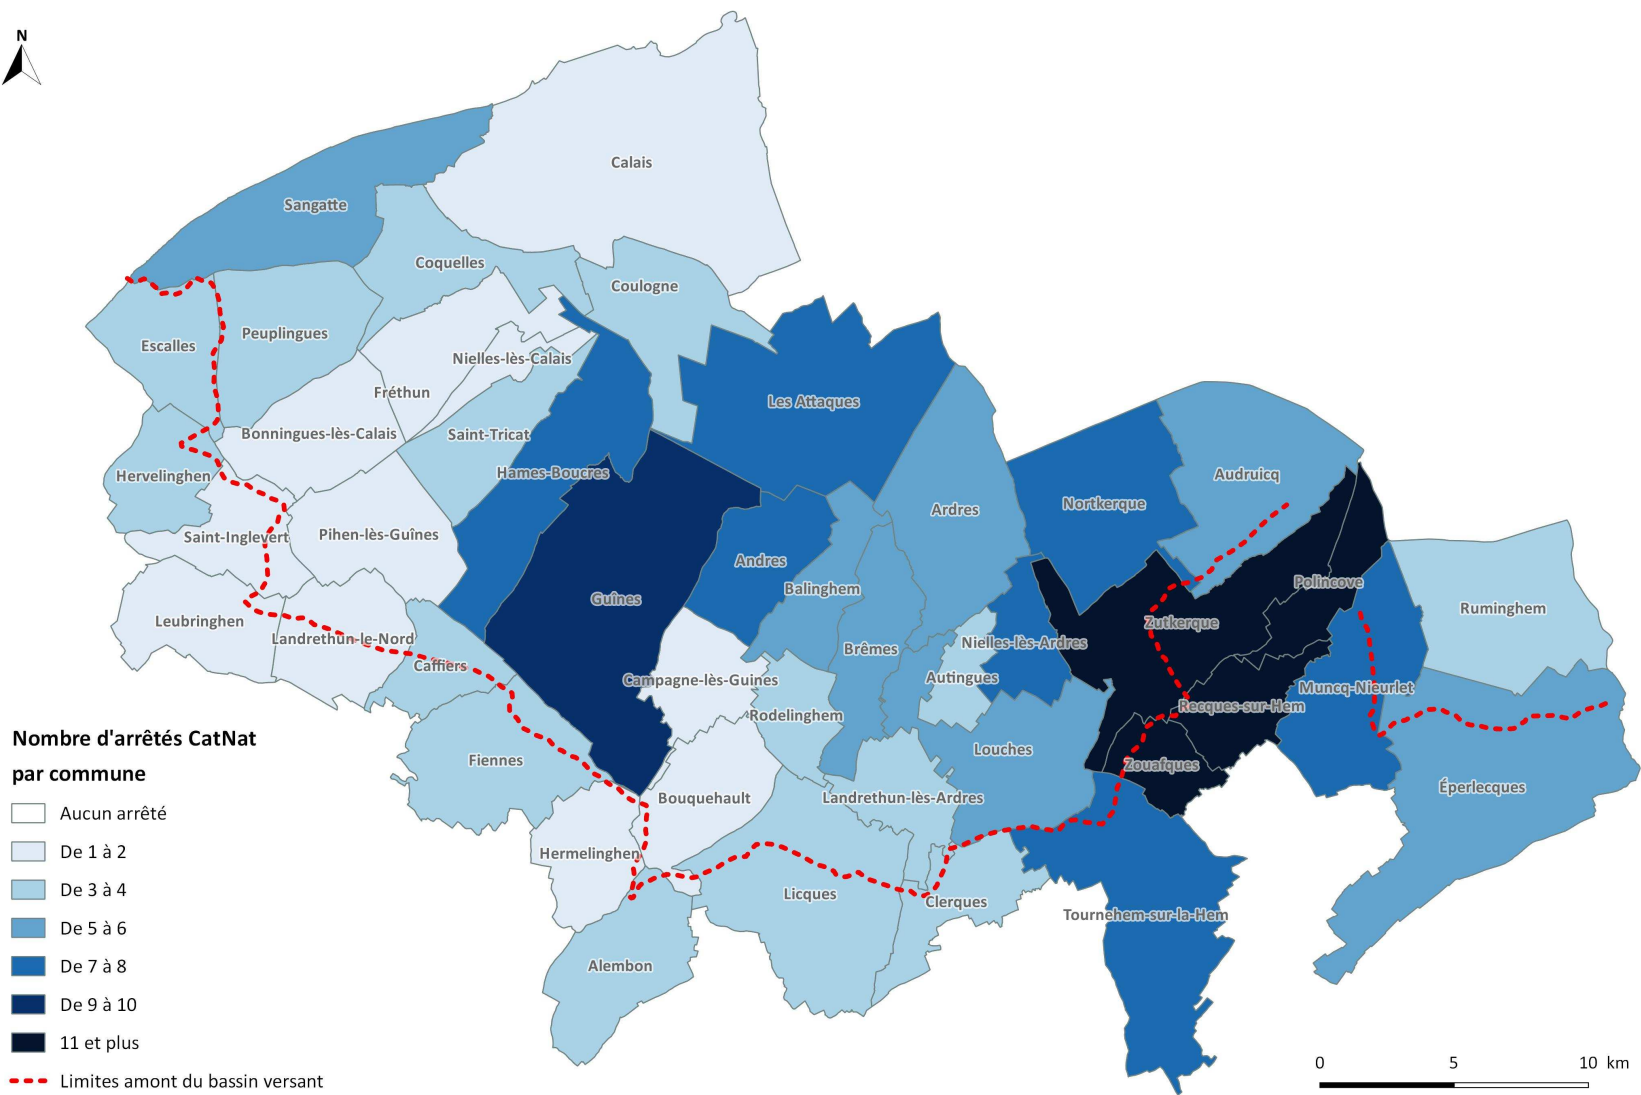 N
Calais
Sangatte
Coquelles
Coulogne
Peuplingues
Escalles
Nielles-lès-Calais
Fréthun
Les Attaques
Bonningues-lès-Calais
Saint-Tricat
Hervelinghen
Hames-Boucres
Audruicq
Nortkerque
Ardres
Saint-Inglevert
Pihen-lès-Guînes
Andres
Polincove
Balinghem
Guînes
Ruminghem
Leubringhen
Zutkerque
Landrethun-le-Nord
Nielles-lès-Ardres
Brêmes
Caffiers
Autingues
Campagne-lès-Guines
Muncq-Nieurlet
Recques-sur-Hem
Rodelinghem
Louches
Fiennes
Zouafques
Éperlecques
Bouquehault
Landrethun-lès-Ardres
Hermelinghen
Licques
Clerques
Tournehem-sur-la-Hem
Alembon
Nombre d'arrêtés CatNat
par commune
Aucun arrêté
De 1 à 2
De 3 à 4
De 5 à 6
De 7 à 8
De 9 à 10
11 et plus
Limites amont du bassin versant
0 5 10 km